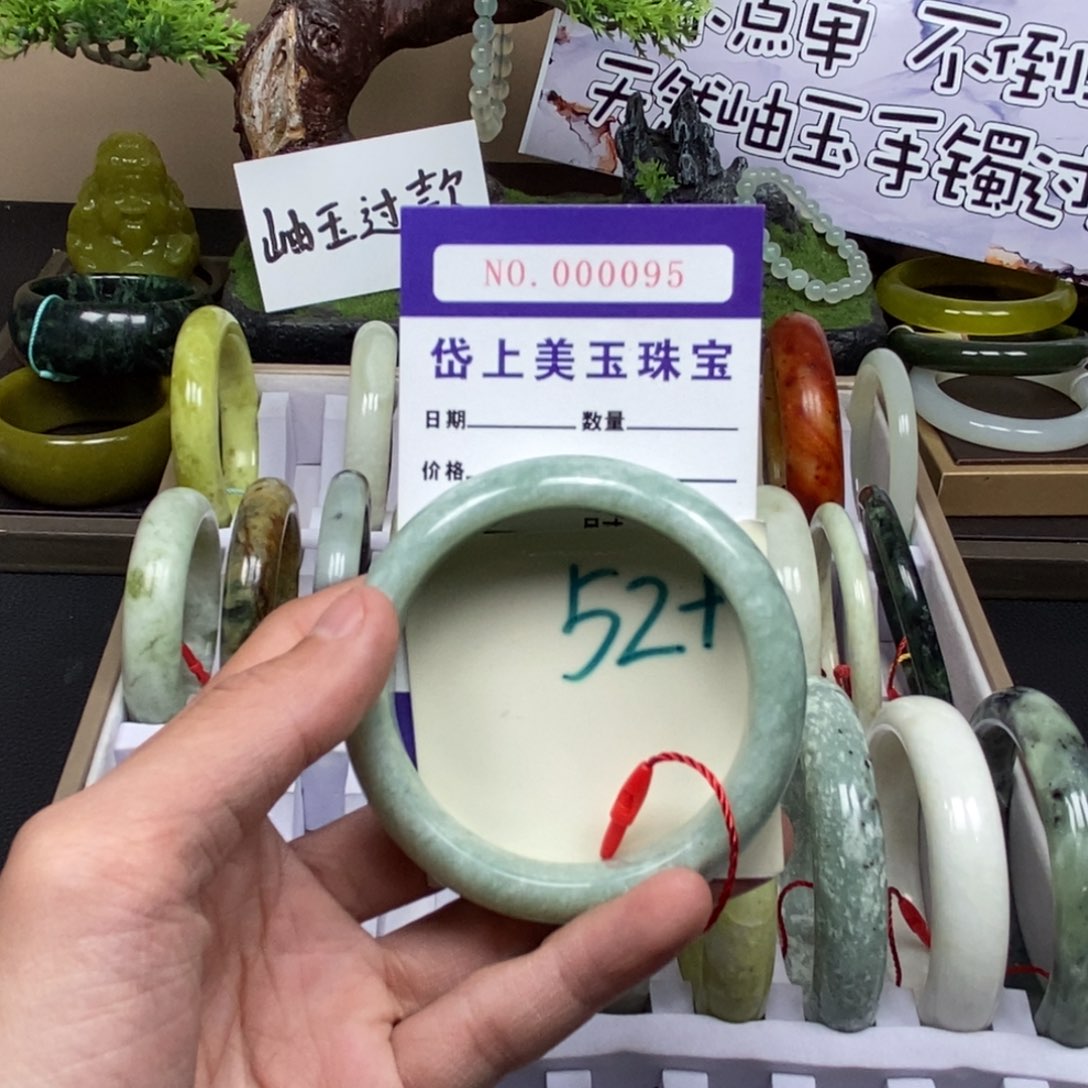 点单 不倒
天然岫玉手镯过
岫玉过款
NO. 000095
岱上美玉珠宝
日期 数量
价格
52+